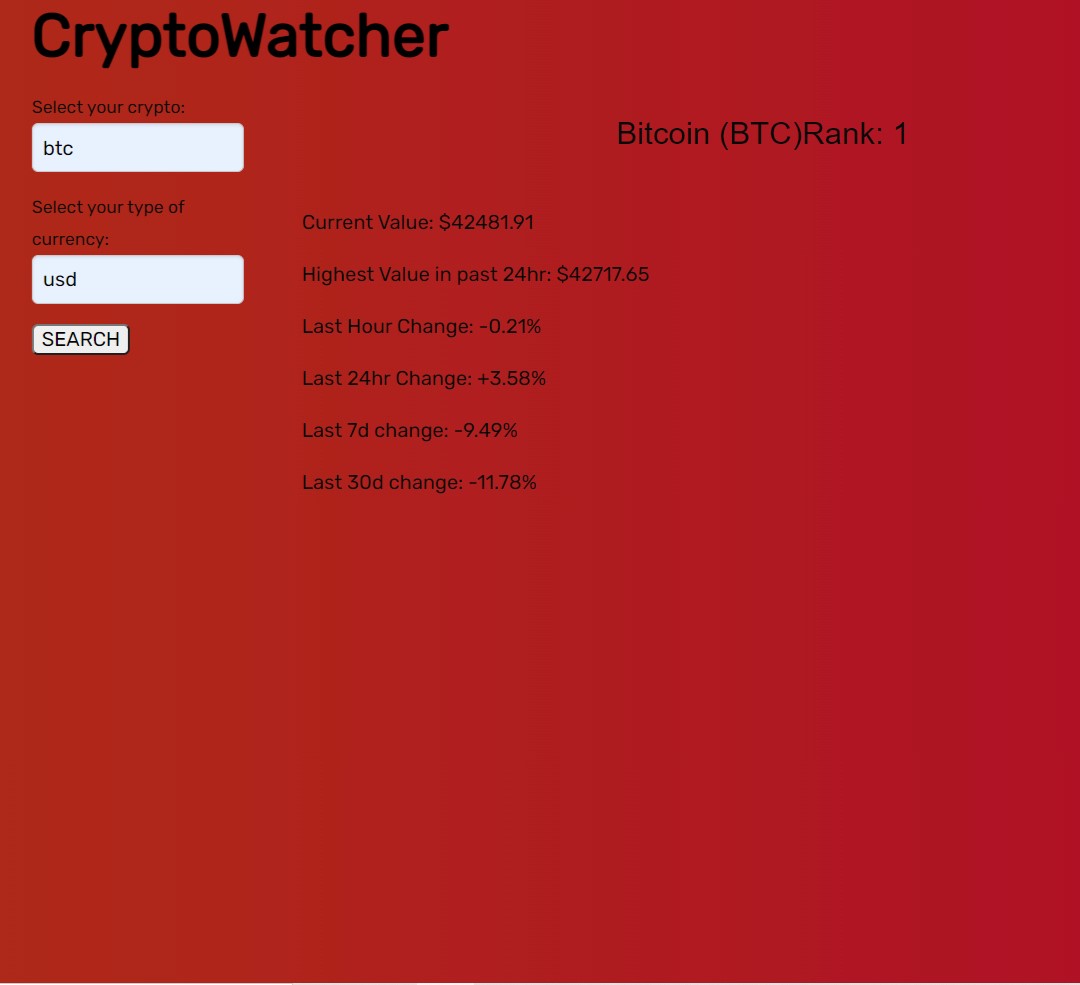 CryptoWatcher
Select your crypto:
btc
Select your type of
currency:
usd
SEARCH
Bitcoin (BTC)Rank: 1
Current Value: $42481.91
Highest Value in past 24hr: $42717.65
Last Hour Change: -0.21%
Last 24hr Change: +3.58%
Last 7d change: -9.49%
Last 30d change: -11.78%